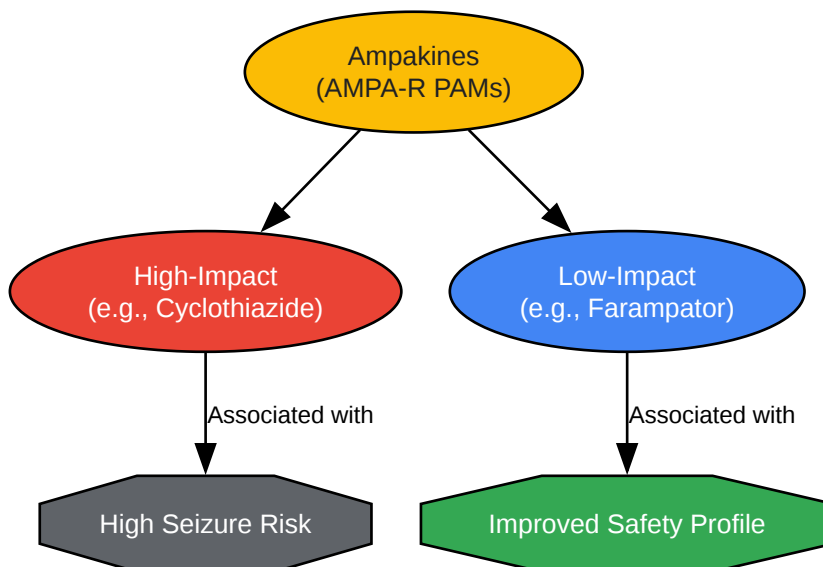 Ampakines
(AMPA-R PAMs)
High-Impact
(e.g., Cyclothiazide)
Low-Impact
(e.g., Farampator)
Associated with
Associated with
High Seizure Risk
Improved Safety Profile